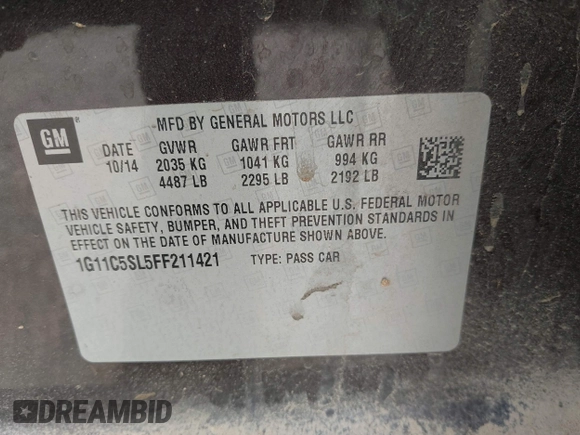 GM ®
MFD BY GENERAL MOTORS LLC
DATE GVWR GAWR FRT GAWR RR
10/14 2035 KG 1041 KG 994 KG
4487 LB 2295 LB 2192 LB
THIS VEHICLE CONFORMS TO ALL APPLICABLE U.S. FEDERAL MOTOR
VEHICLE SAFETY, BUMPER, AND THEFT PREVENTION STANDARDS IN
EFFECT ON THE DATE OF MANUFACTURE SHOWN ABOVE.
1G11C5SL5FF211421 TYPE: PASS CAR
DREAMBID